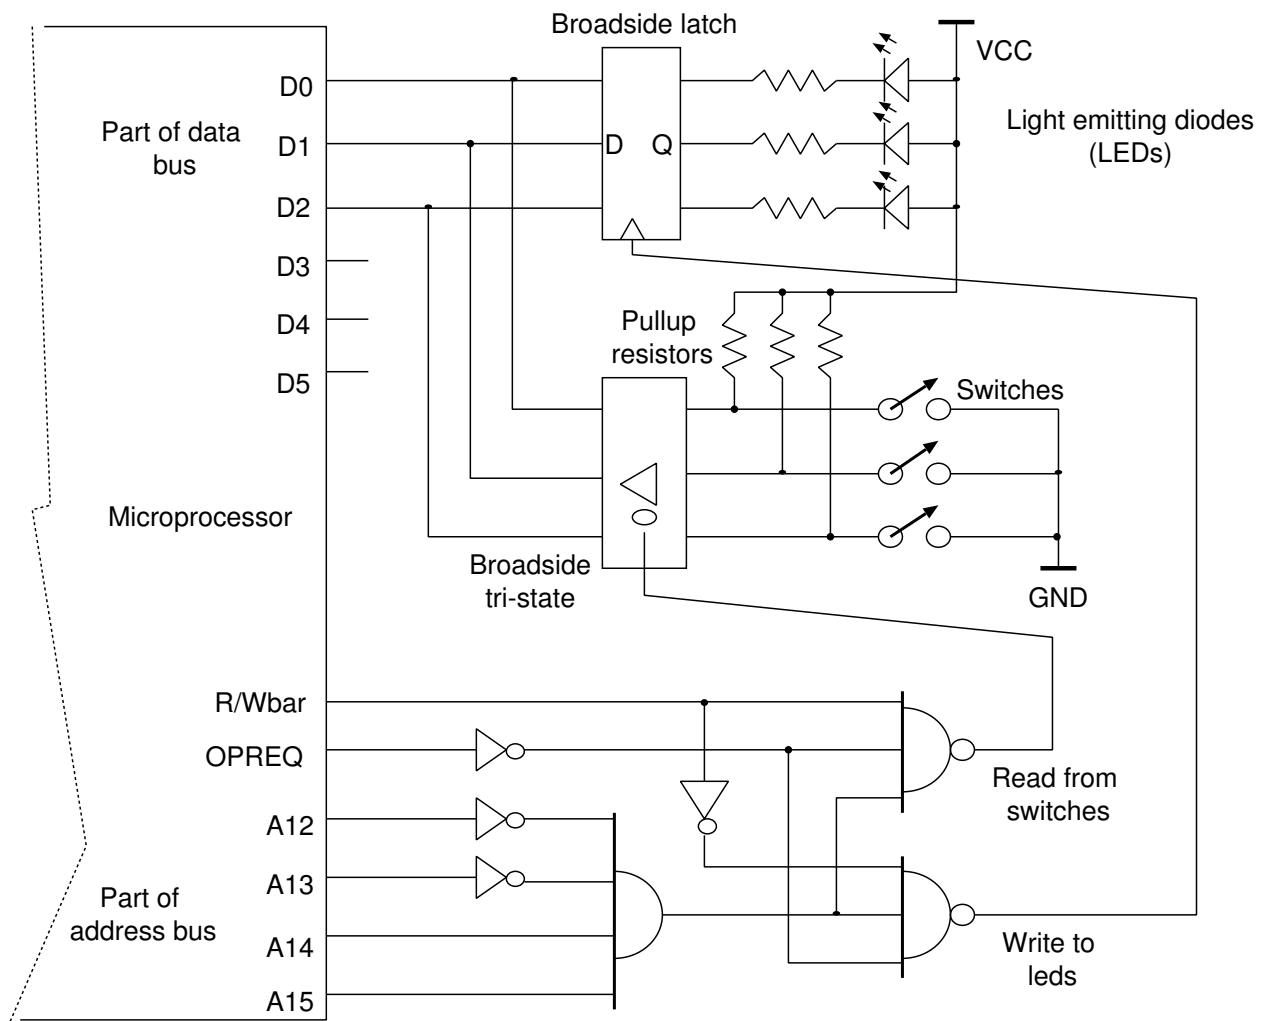 Broadside latch
VCC
D0
Part of data
bus
D1
D Q
Light emitting diodes
(LEDs)
D2
D3
D4
D5
Pullup
resistors
Switches
Microprocessor
Broadside
tri-state
GND
R/Wbar
OPREQ
Read from
switches
A12
A13
Part of
address bus
A14
A15
Write to
leds